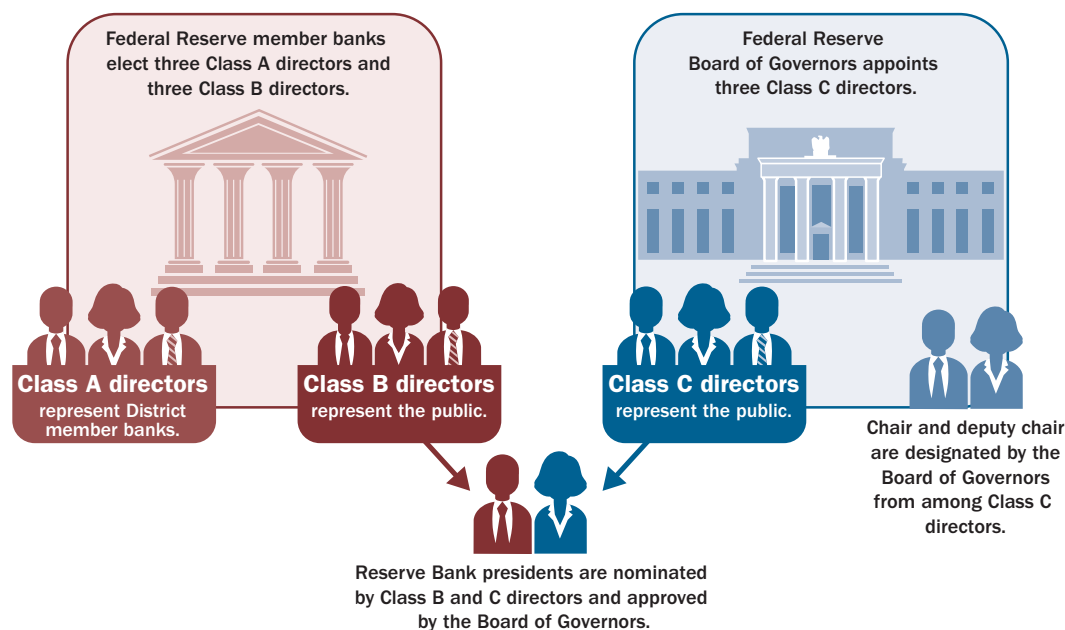 Federal Reserve member banks
elect three Class A directors and
three Class B directors.
Federal Reserve
Board of Governors appoints
three Class C directors.
Class A directors
represent District
member banks.
Class B directors
represent the public.
Class C directors
represent the public.
Chair and deputy chair
are designated by the
Board of Governors
from among Class C
directors.
Reserve Bank presidents are nominated
by Class B and C directors and approved
by the Board of Governors.